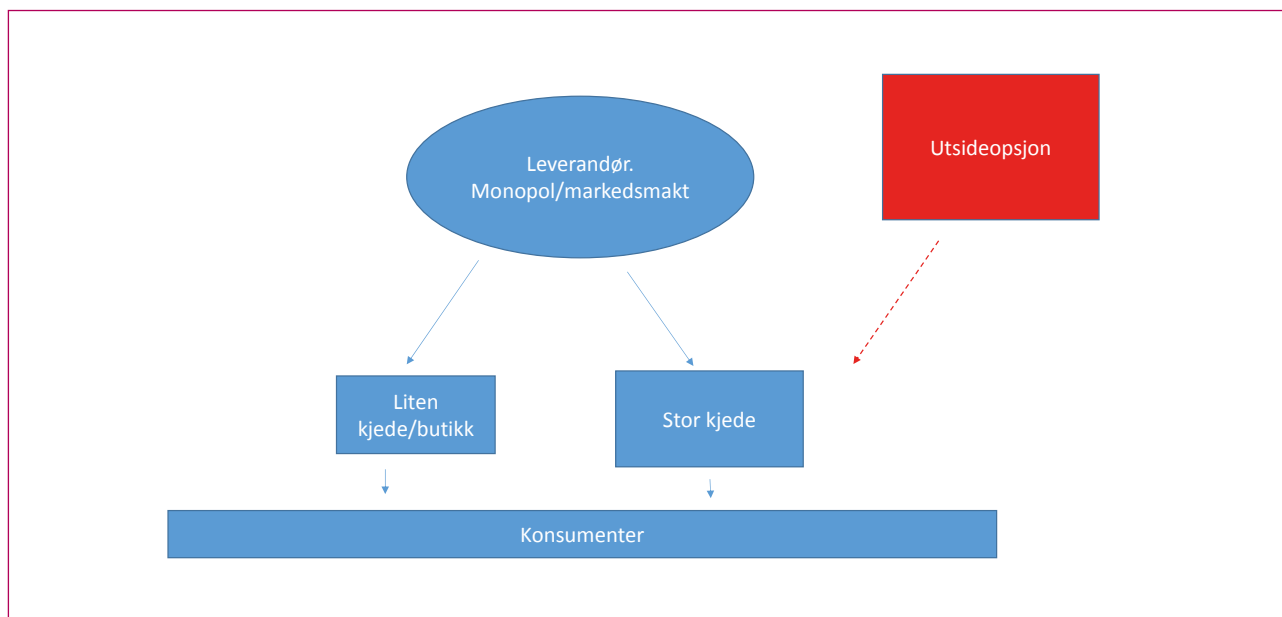 Leverandør.
Monopol/markedsmakt
Utsideopsjon
Liten
kjede/butikk
Stor kjede
Konsumenter